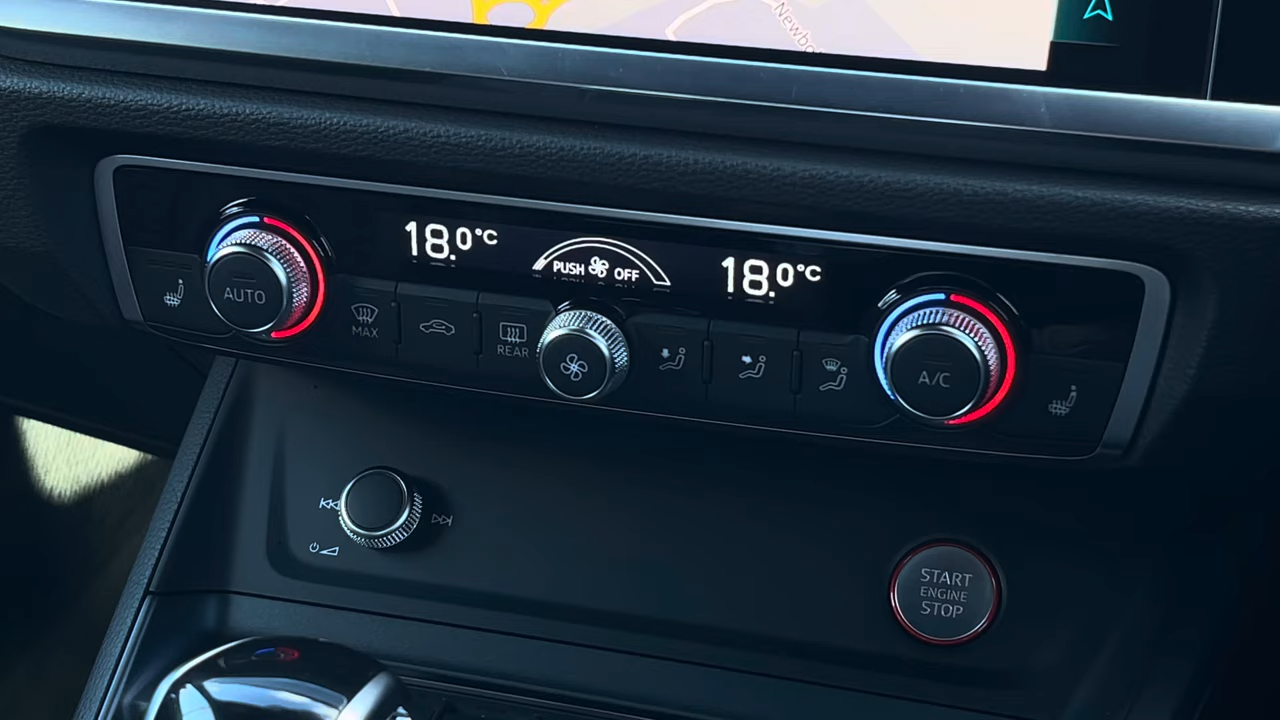 18.0°C
PUSH OFF
18.0°C
AUTO
MAX
REAR
A/C
START
ENGINE
STOP